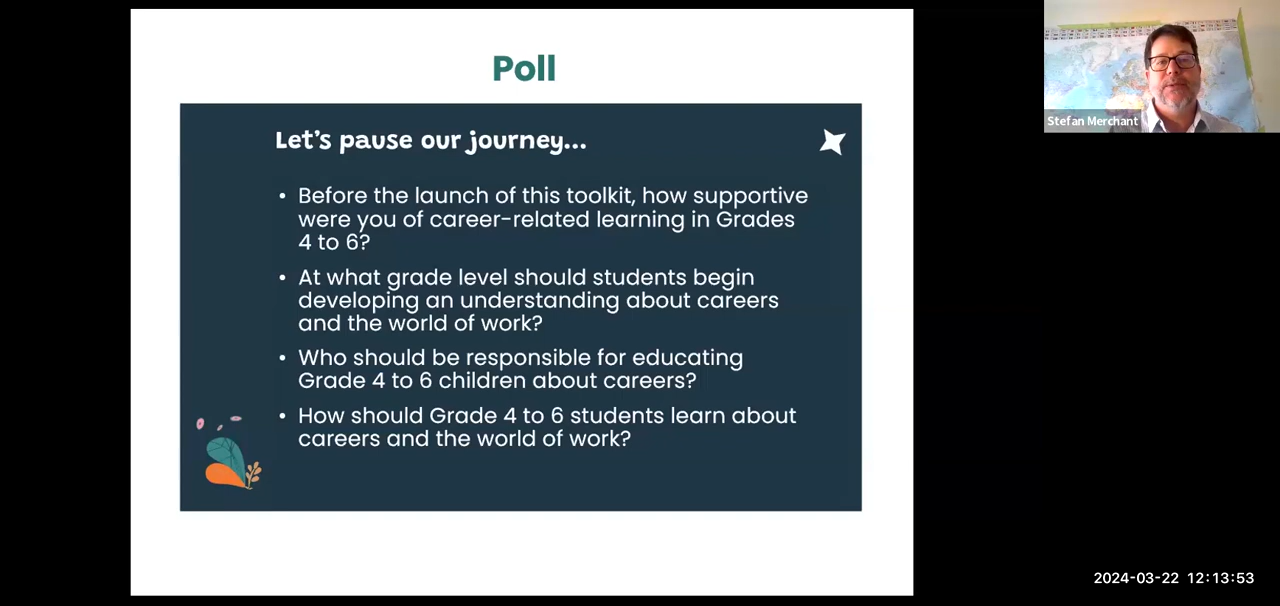 Poll
Let's pause our journey...
• Before the launch of this toolkit, how supportive
were you of career-related learning in Grades
4 to 6?
• At what grade level should students begin
developing an understanding about careers
and the world of work?
• Who should be responsible for educating
Grade 4 to 6 children about careers?
• How should Grade 4 to 6 students learn about
careers and the world of work?
Stefan Merchant
2024-03-22 12:13:53